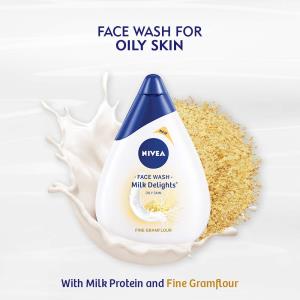 FACE WASH FOR
OILY SKIN
NIVEA
FACE WASH
Milk Delights
OILY SKIN
FINE GRAMFLOUR
With Milk Protein and Fine Gramflour